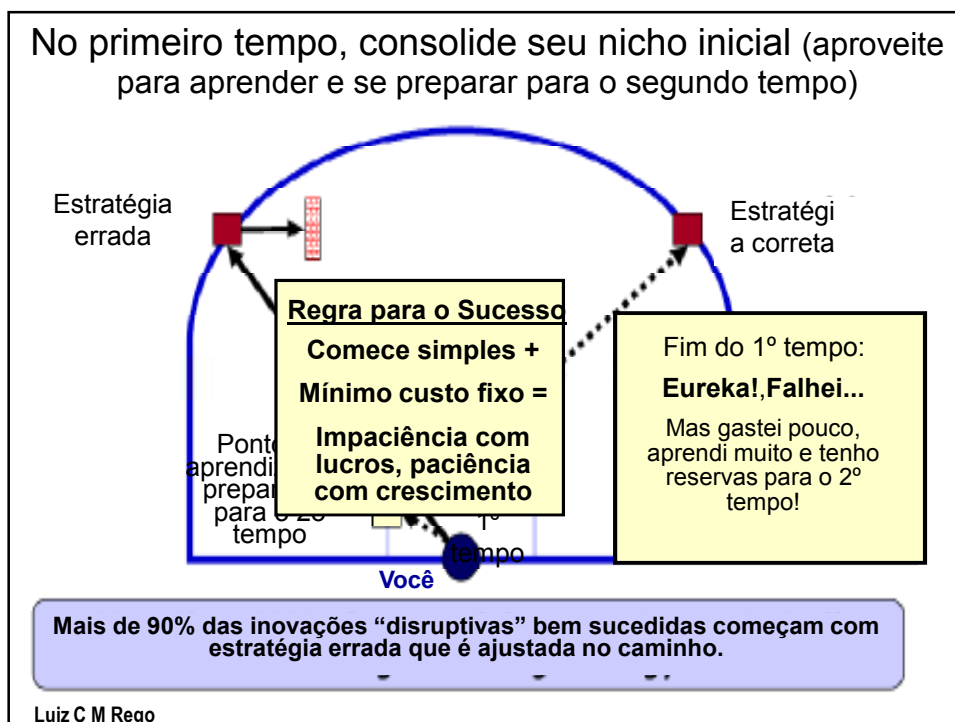 No primeiro tempo, consolide seu nicho inicial (aproveite
para aprender e se preparar para o segundo tempo)
Estratégia
errada
Estratégi
a correta
Regra para o Sucesso
Comece simples +
Mínimo custo fixo =
Impaciência com
lucros, paciência
com crescimento
Fim do 1º tempo:
Eureka!,Falhei...
Mas gastei pouco,
aprendi muito e tenho
reservas para o 2º
tempo!
para o 2o
tempo
1º
tempo
Você
Mais de 90% das inovações “disruptivas” bem sucedidas começam com
estratégia errada que é ajustada no caminho.
Luiz C M Rego